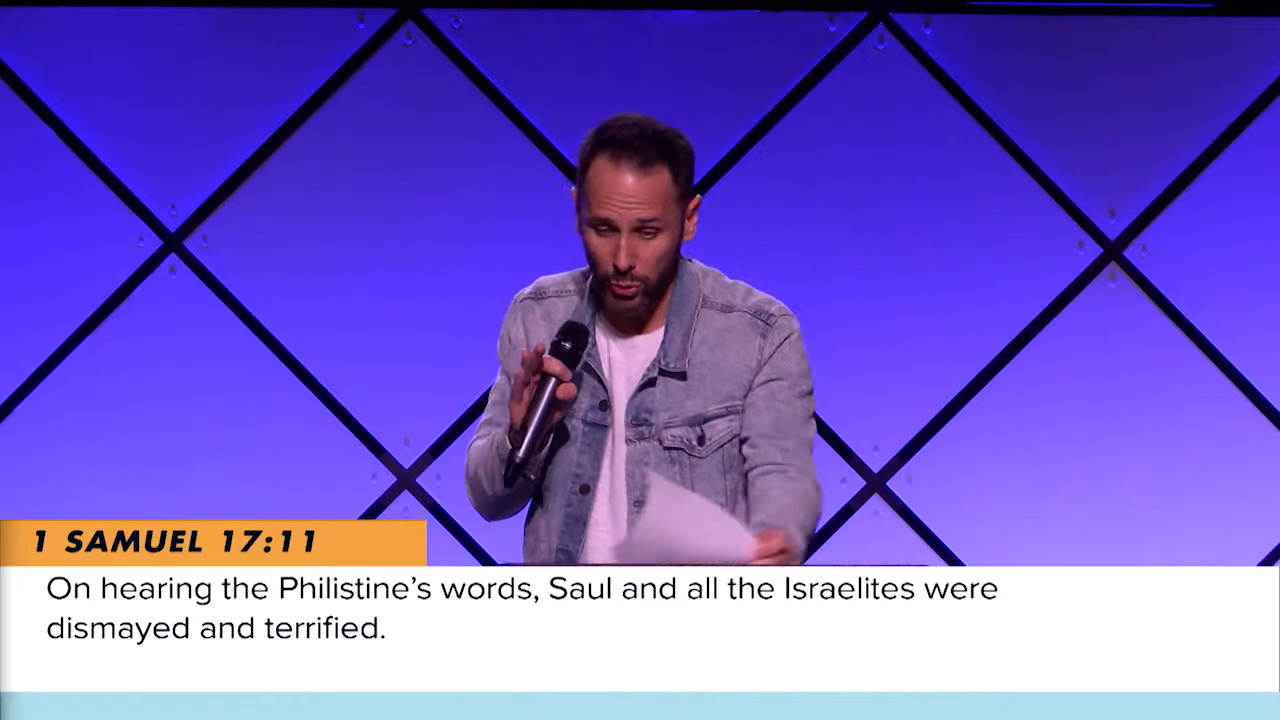 1 SAMUEL 17:11
On hearing the Philistine’s words, Saul and all the Israelites were
dismayed and terrified.